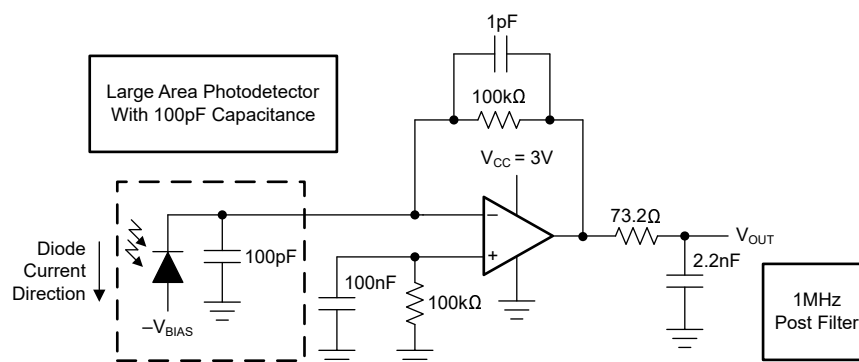 1pF
Large Area Photodetector
With 100pF Capacitance
100kΩ
VCC = 3V
−
+
73.2Ω
VOUT
Diode
Current
Direction
100pF
100nF
100kΩ
2.2nF
–VBIAS
1MHz
Post Filter